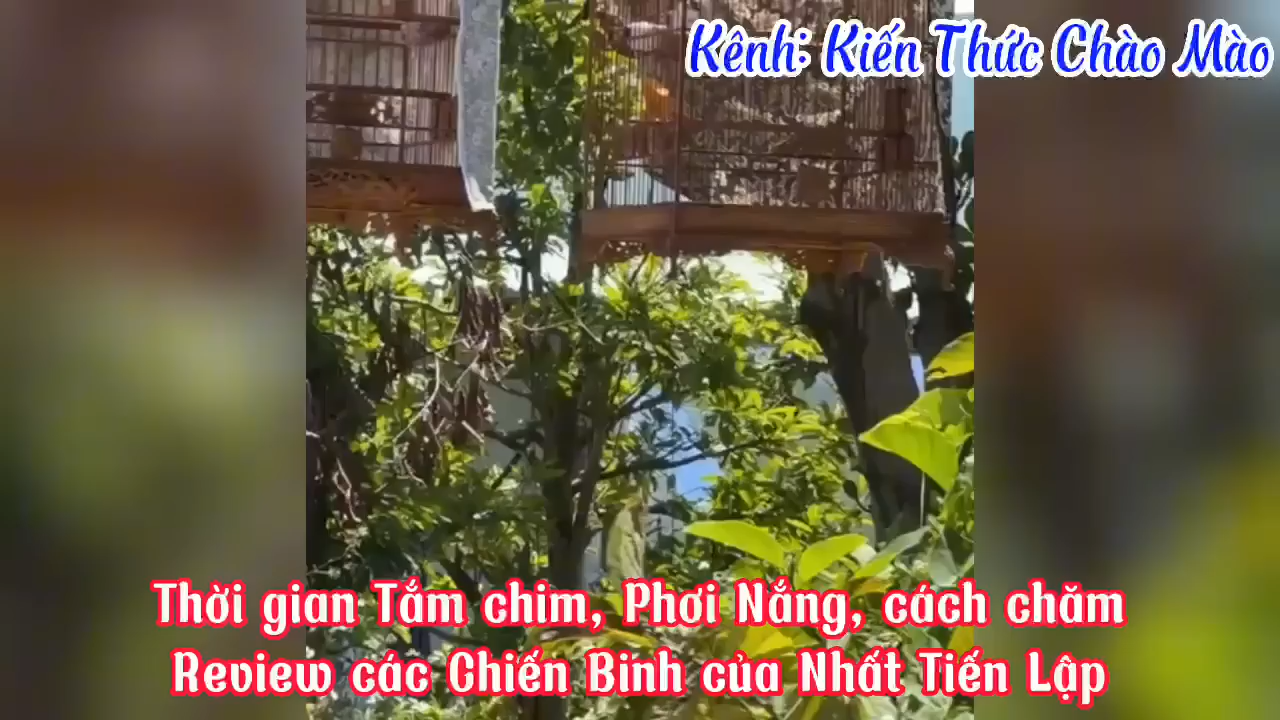 Kênh: Kiến Thức Chào Mào
Thời gian Tắm chim, Phơi Nắng, cách chăm
Review các Chiến Binh của Nhất Tiến Lập